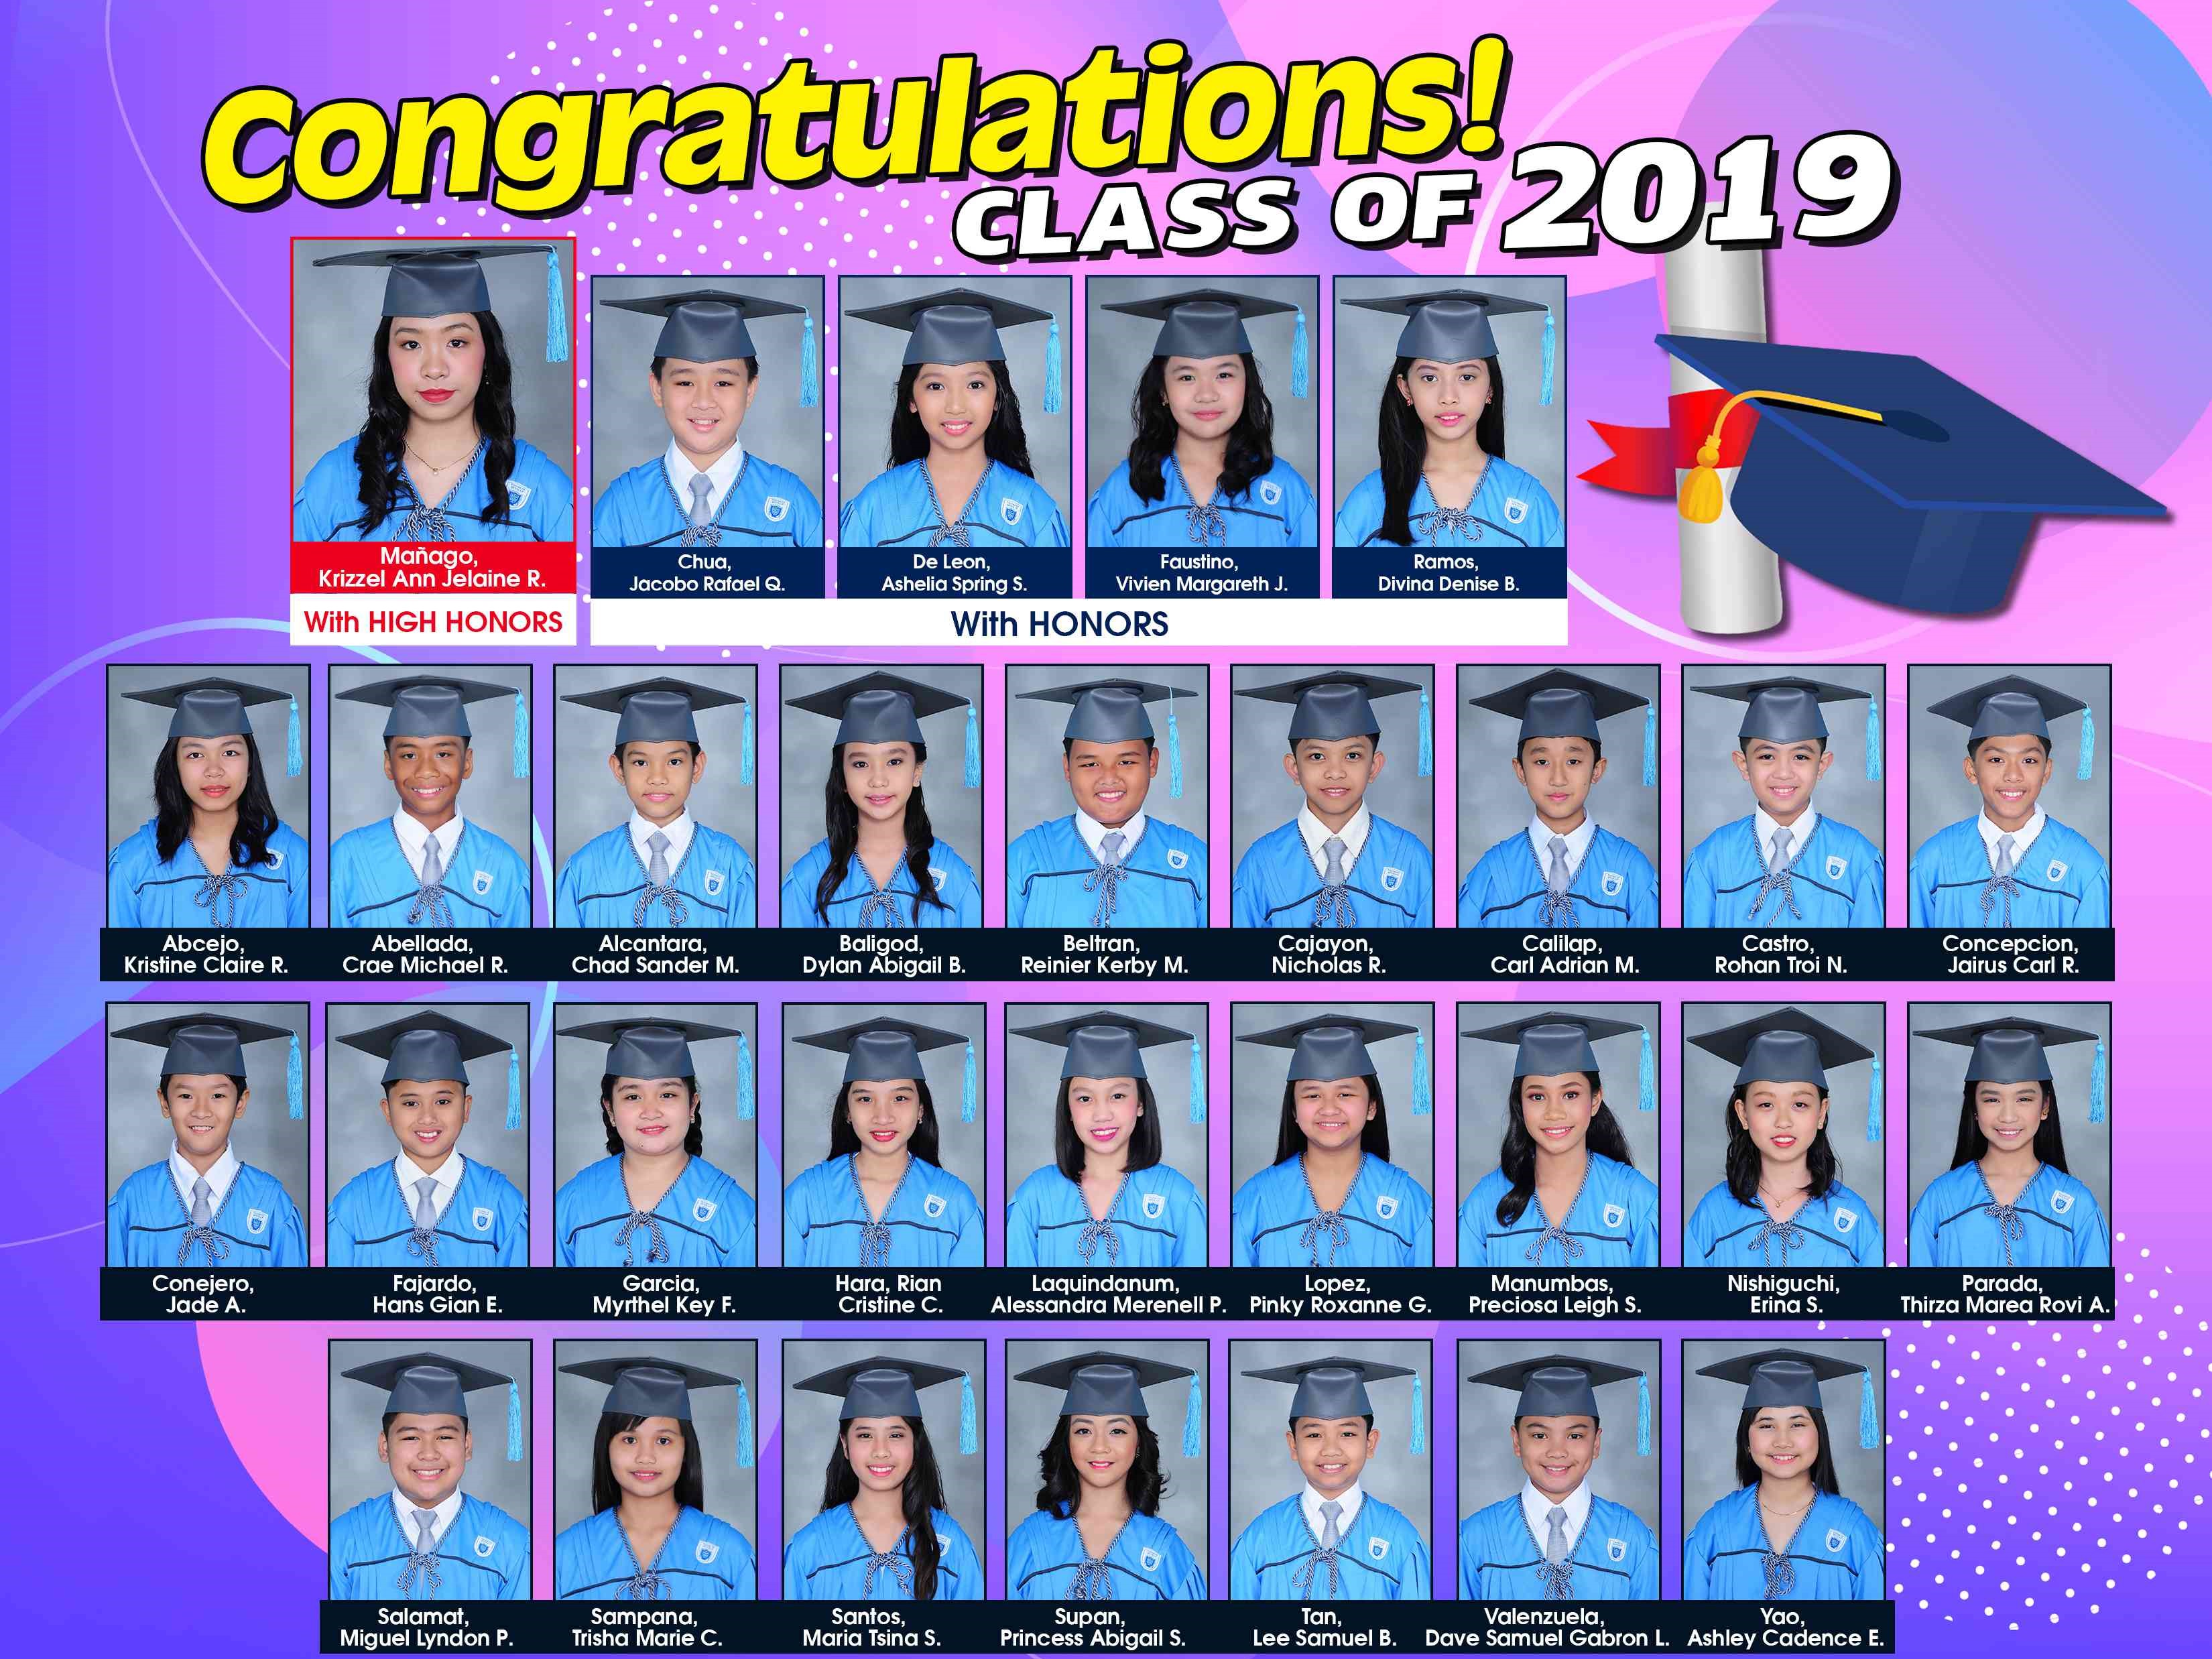 Congratulations!
CLASS OF 2019
Mañago,
Krizzel Ann Jelaine R.
With HIGH HONORS
Chua,
Jacobo Rafael Q.
De Leon,
Ashelia Spring S.
Faustino,
Vivien Margareth J.
Ramos,
Divina Denise B.
With HONORS
Abcejo,
Kristine Claire R.
Abellada,
Crae Michael R.
Alcantara,
Chad Sander M.
Baligod,
Dylan Abigail B.
Beltran,
Reinier Kerby M.
Cajayon,
Nicholas R.
Calilap,
Carl Adrian M.
Castro,
Rohan Troi N.
Concepcion,
Jairus Carl R.
Conejero,
Jade A.
Fajardo,
Hans Gian E.
Garcia,
Myrthel Key F.
Hara, Rian
Cristine C.
Laquindanum,
Alessandra Merenell P.
Lopez,
Pinky Roxanne G.
Manumbas,
Preciosa Leigh S.
Nishiguchi,
Erina S.
Parada,
Thirza Marea Rovi A.
Salamat,
Miguel Lyndon P.
Sampana,
Trisha Marie C.
Santos,
Maria Tsina S.
Supan,
Princess Abigail S.
Tan,
Lee Samuel B.
Valenzuela,
Dave Samuel Gabron L.
Yao,
Ashley Cadence E.